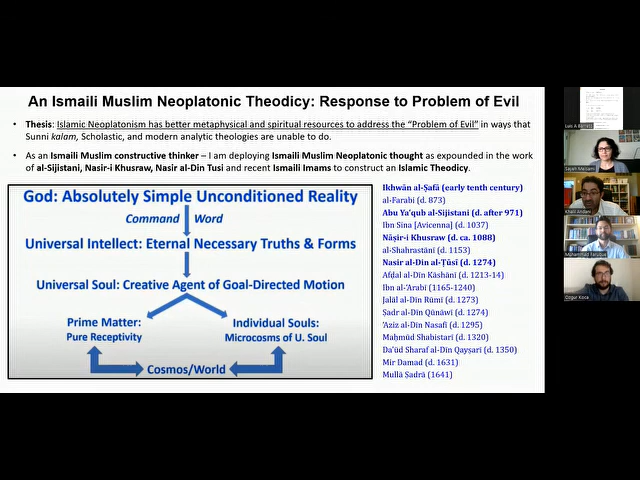 An Ismaili Muslim Neoplatonic Theodicy: Response to Problem of Evil
• Thesis: Islamic Neoplatonism has better metaphysical and spiritual resources to address the "Problem of Evil" in ways that
Sunni kalam, Scholastic, and modern analytic theologies are unable to do.
• As an Ismaili Muslim constructive thinker – I am deploying Ismaili Muslim Neoplatonic thought as expounded in the work
of al-Sijistani, Nasir-i Khusraw, Nasir al-Din Tusi and recent Ismaili Imams to construct an Islamic Theodicy.
God: Absolutely Simple Unconditioned Reality
Command Word
Universal Intellect: Eternal Necessary Truths & Forms
Universal Soul: Creative Agent of Goal-Directed Motion
Prime Matter:
Pure Receptivity
Individual Souls:
Microcosms of U. Soul
Cosmos/World
Ikhwān al-Ṣafā (early tenth century)
al-Farabi (d. 873)
Abu Ya'qub al-Sijistani (d. after 971)
Ibn Sina [Avicenna] (d. 1037)
Nāṣir-i Khusraw (d. ca. 1088)
al-Shahrastānī (d. 1153)
Nasir al-Din al-Ṭūsī (d. 1274)
Afḍal al-Dīn Kāshānī (d. 1213-14)
Ibn al-'Arabī (1165-1240)
Jalāl al-Dīn Rūmī (d. 1273)
Ṣadr al-Dīn Qūnāwī (d. 1274)
'Aziz al-Dīn Nasafī (d. 1295)
Maḥmūd Shabistarī (d. 1320)
Da'ūd Sharaf al-Dīn Qayṣarī (d. 1350)
Mir Damad (d. 1631)
Mullā Ṣadrā (1641)
Khalil Andani
Muhammad Faruque
Ozgur Koca